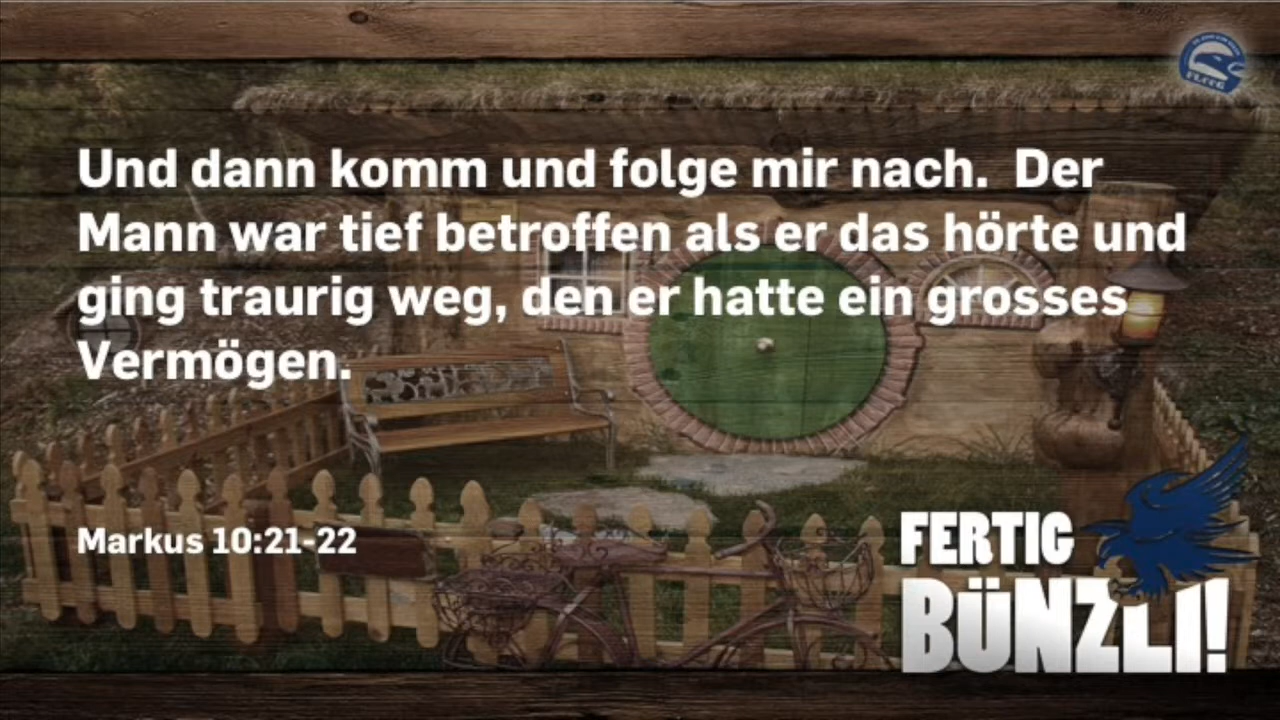 Und dann komm und folge mir nach. Der
Mann war tief betroffen als er das hörte und
ging traurig weg, den er hatte ein grosses
Vermögen.
Markus 10:21-22
FERTIG
BÜNZLI!